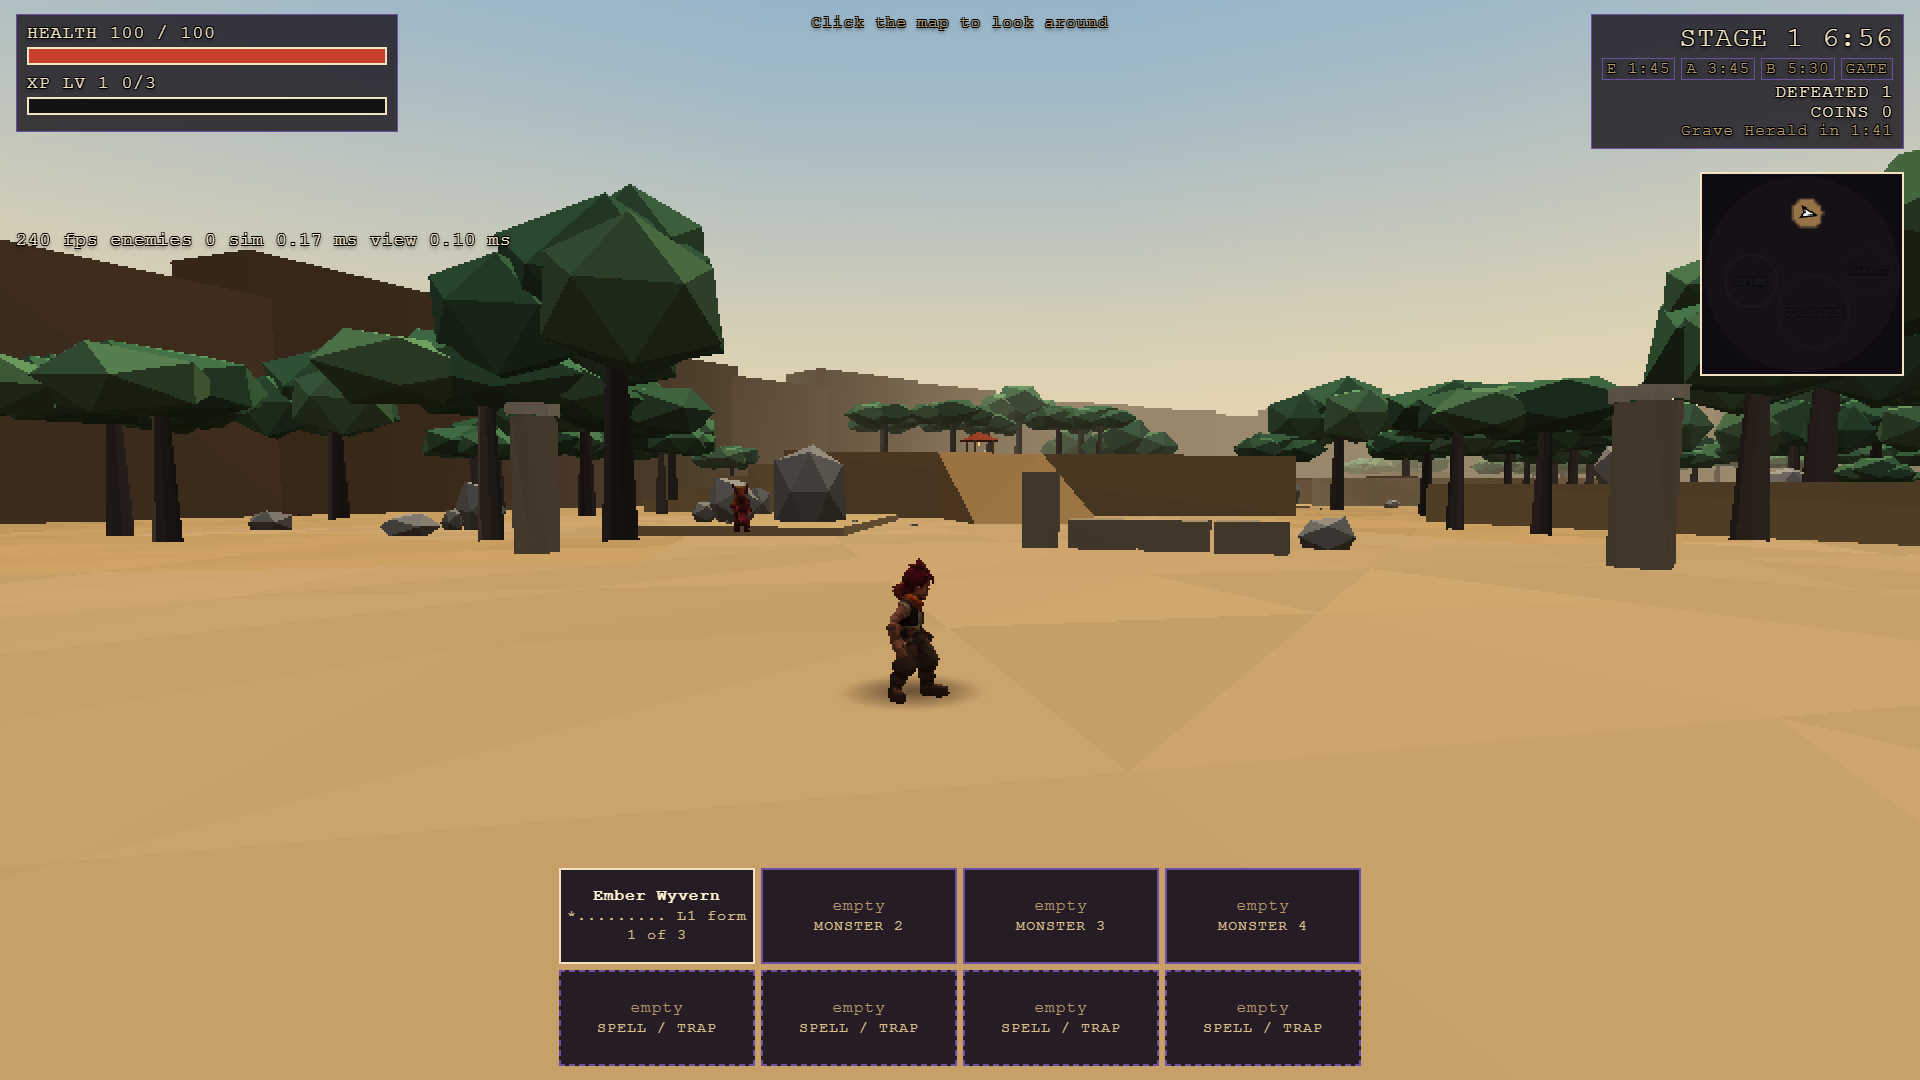 HEALTH 100 / 100
XP LV 1 0/3
Click the map to look around
STAGE 1 6:56
E 1:45 A 3:45 B 5:30 GATE
DEFEATED 1
COINS 0
Grave Herald in 1:41
240 fps enemies 0 sim 0.17 ms view 0.10 ms
Ember Wyvern
*......... L1 form
1 of 3
empty
MONSTER 2
empty
MONSTER 3
empty
MONSTER 4
empty
SPELL / TRAP
empty
SPELL / TRAP
empty
SPELL / TRAP
empty
SPELL / TRAP